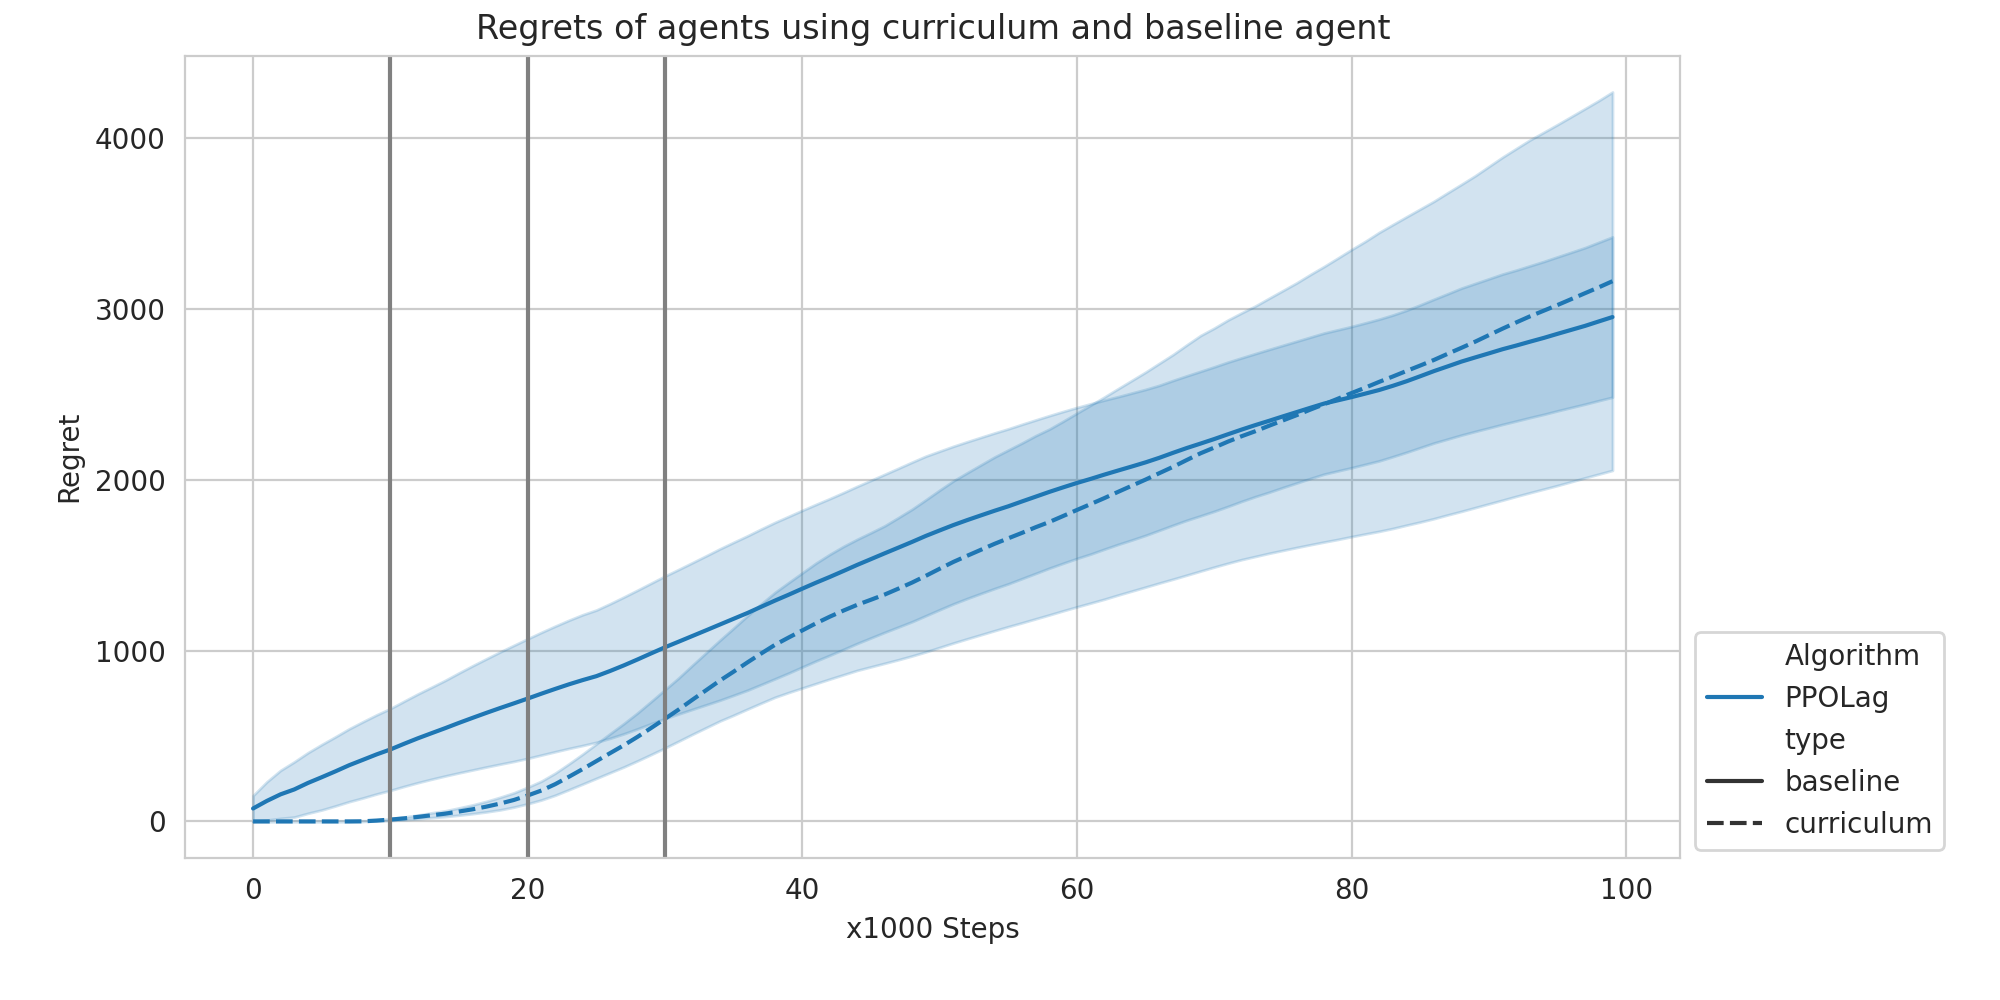 Regrets of agents using curriculum and baseline agent
4000
3000
2000
1000
0
Regret
0 20 40 60 80 100
x1000 Steps
Algorithm
PPOLag
type
baseline
curriculum